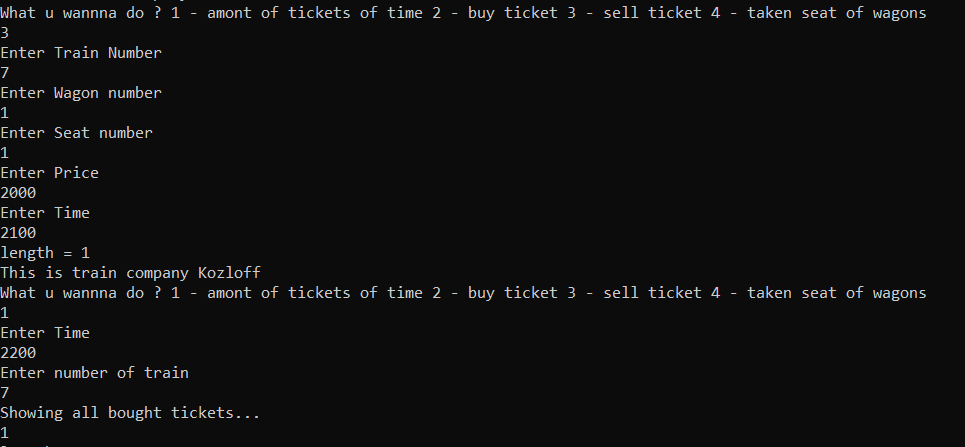 What u wannna do ? 1 - amont of tickets of time 2 - buy ticket 3 - sell ticket 4 - taken seat of wagons
3
Enter Train Number
7
Enter Wagon number
1
Enter Seat number
1
Enter Price
2000
Enter Time
2100
length = 1
This is train company Kozloff
What u wannna do ? 1 - amont of tickets of time 2 - buy ticket 3 - sell ticket 4 - taken seat of wagons
1
Enter Time
2200
Enter number of train
7
Showing all bought tickets...
1